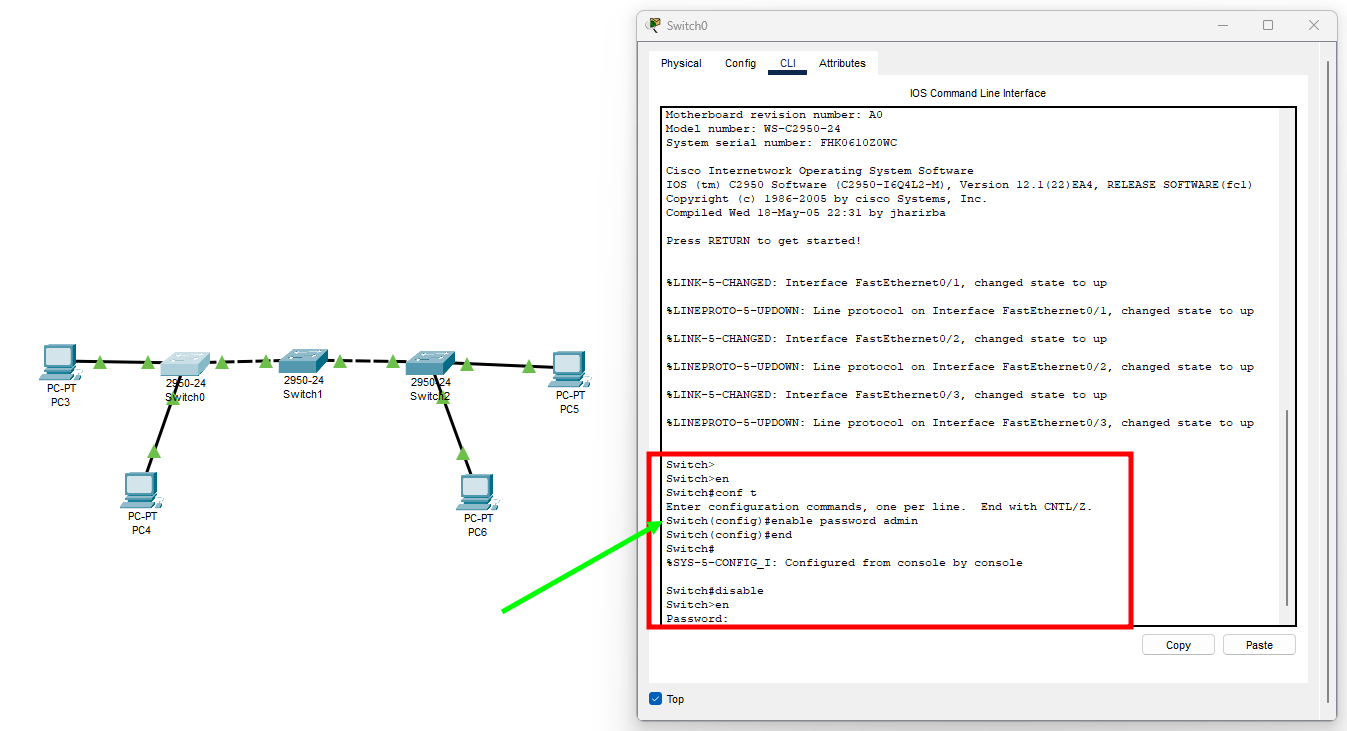 Switch0
Physical Config CLI Attributes
IOS Command Line Interface
Motherboard revision number: A0
Model number: WS-C2950-24
System serial number: FHK0610Z0WC
Cisco Internetwork Operating System Software
IOS (tm) C2950 Software (C2950-I6Q4L2-M), Version 12.1(22)EA4, RELEASE SOFTWARE(fc1)
Copyright (c) 1986-2005 by cisco Systems, Inc.
Compiled Wed 18-May-05 22:31 by jharirba
Press RETURN to get started!
%LINK-5-CHANGED: Interface FastEthernet0/1, changed state to up
%LINEPROTO-5-UPDOWN: Line protocol on Interface FastEthernet0/1, changed state to up
%LINK-5-CHANGED: Interface FastEthernet0/2, changed state to up
%LINEPROTO-5-UPDOWN: Line protocol on Interface FastEthernet0/2, changed state to up
%LINK-5-CHANGED: Interface FastEthernet0/3, changed state to up
%LINEPROTO-5-UPDOWN: Line protocol on Interface FastEthernet0/3, changed state to up
Switch>
Switch>en
Switch#conf t
Enter configuration commands, one per line.  End with CNTL/Z.
Switch(config)#enable password admin
Switch(config)#end
Switch#
%SYS-5-CONFIG_I: Configured from console by console
Switch#disable
Switch>en
Password:
Copy Paste
Top
PC-PT
PC3
2950-24
Switch0
2950-24
Switch1
2950-24
Switch2
PC-PT
PC5
PC-PT
PC4
PC-PT
PC6